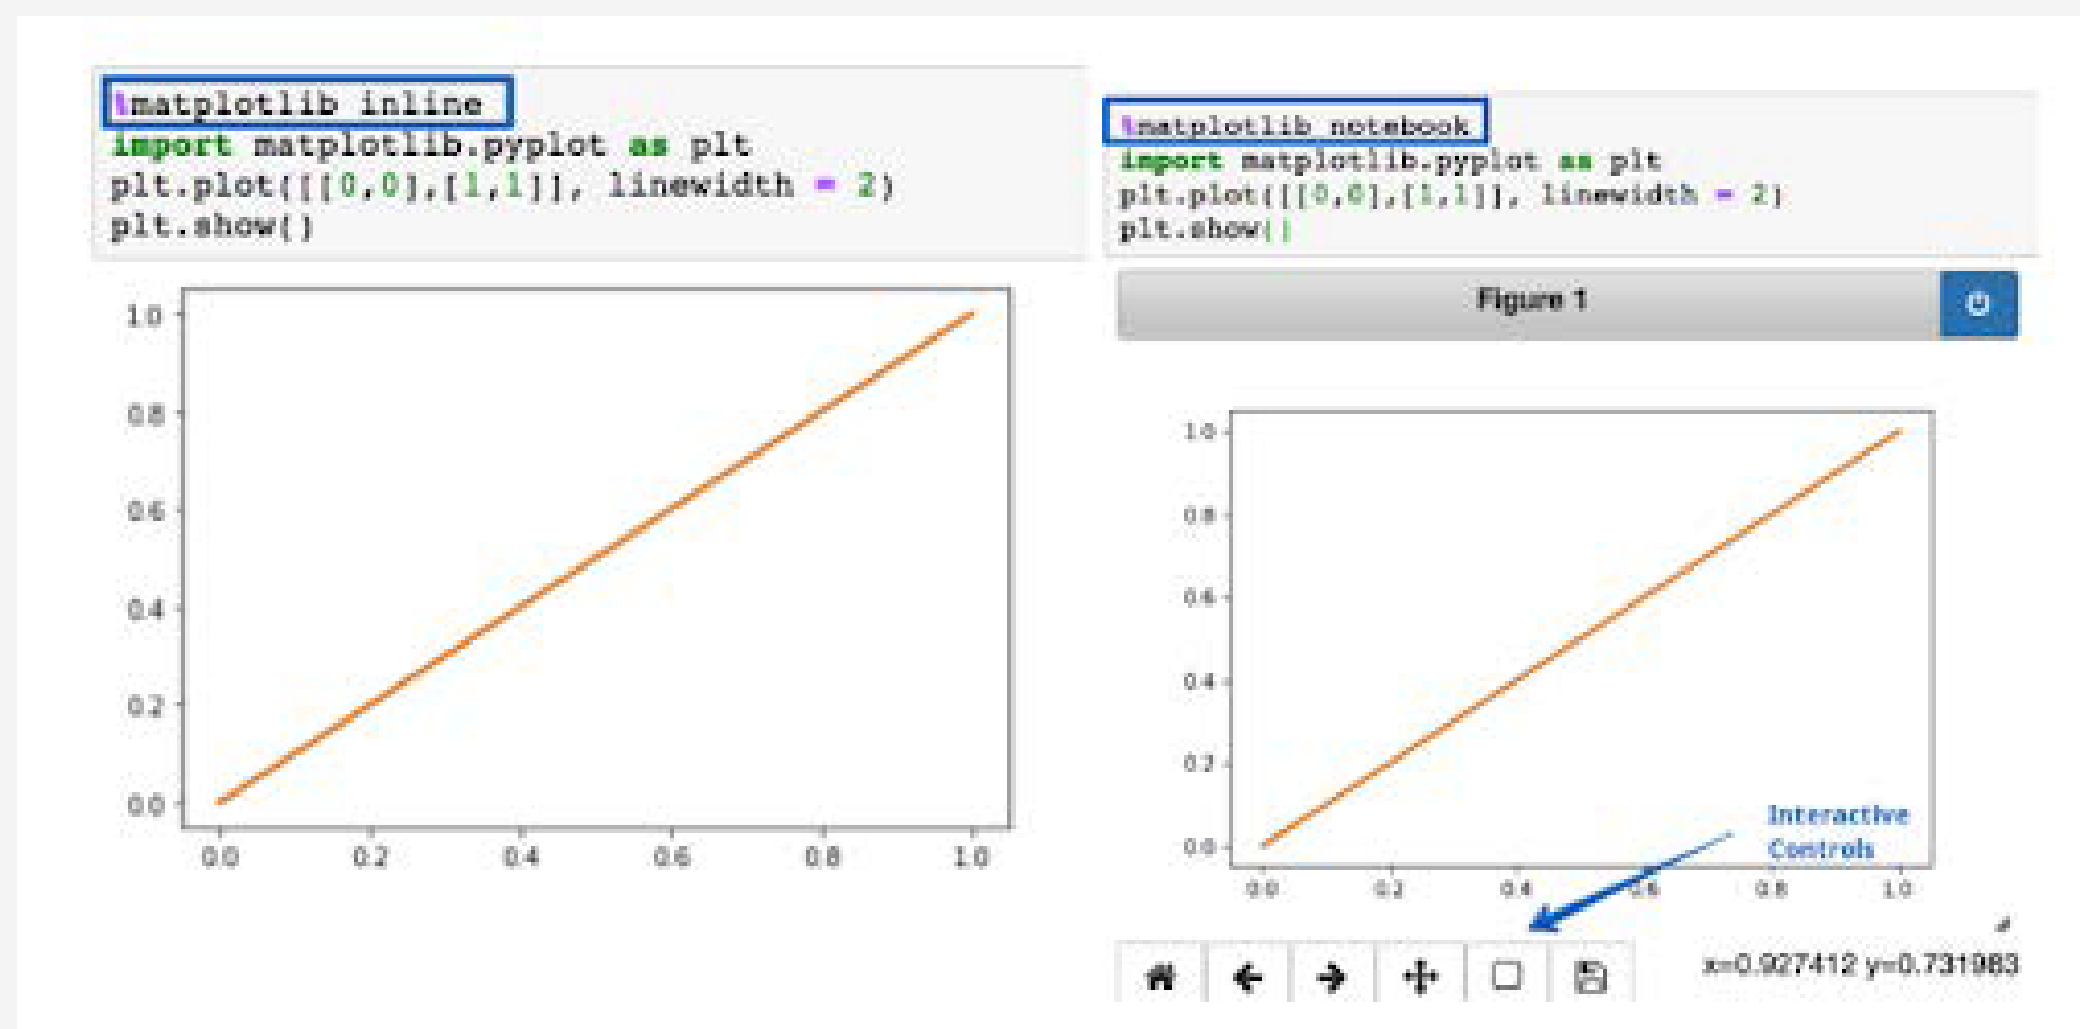 %matplotlib inline
import matplotlib.pyplot as plt
plt.plot([[0,0],[1,1]], linewidth = 2)
plt.show()
1.0
0.8
0.6
0.4
0.2
0.0
0.0 0.2 0.4 0.6 0.8 1.0
%matplotlib notebook
import matplotlib.pyplot as plt
plt.plot([[0,0],[1,1]], linewidth = 2)
plt.show()
Figure 1
1.0
0.8
0.6
0.4
0.2
0.0
0.0 0.2 0.4 0.6 0.8 1.0
Interactive
Controls
x=0.927412 y=0.731983